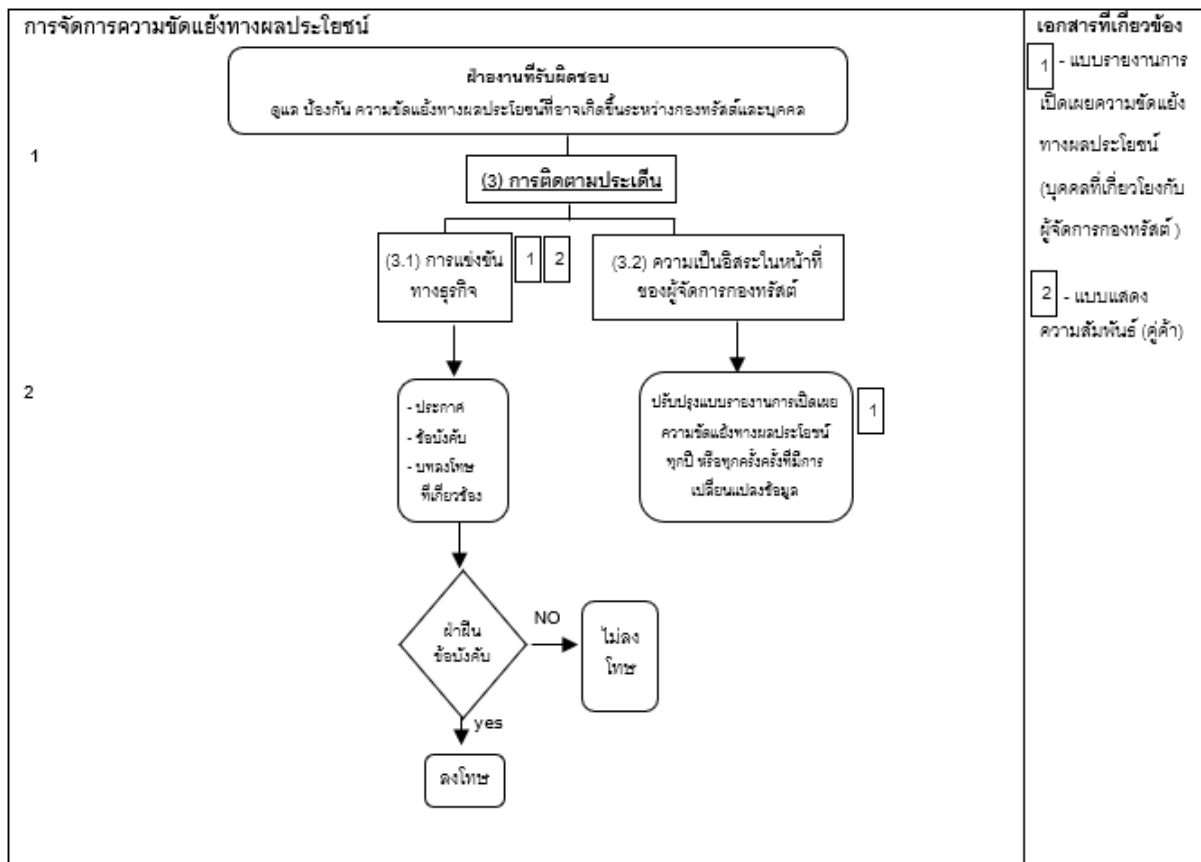 การจัดการความขัดแย้งทางผลประโยชน์
ฝ่ายงานที่รับผิดชอบ
ดูแล ป้องกัน ความขัดแย้งทางผลประโยชน์ที่อาจเกิดขึ้นระหว่างกองทรัสต์และบุคคล
1
(3) การติดตามประเด็น
(3.1) การแข่งขัน
ทางธุรกิจ
1
2
(3.2) ความเป็นอิสระในหน้าที่
ของผู้จัดการกองทรัสต์
2
- ประกาศ
- ข้อบังคับ
- บทลงโทษ
ที่เกี่ยวข้อง
ปรับปรุงแบบรายงานการเปิดเผย
ความขัดแย้งทางผลประโยชน์
ทุกปี หรือทุกครั้งครั้งที่มีการ
เปลี่ยนแปลงข้อมูล
1
ฝ่าฝืน
ข้อบังคับ
NO
ไม่ลง
โทษ
yes
ลงโทษ
เอกสารที่เกี่ยวข้อง
1 - แบบรายงานการ
เปิดเผยความขัดแย้ง
ทางผลประโยชน์
(บุคคลที่เกี่ยวโยงกับ
ผู้จัดการกองทรัสต์ )
2 - แบบแสดง
ความสัมพันธ์ (คู่ค้า)